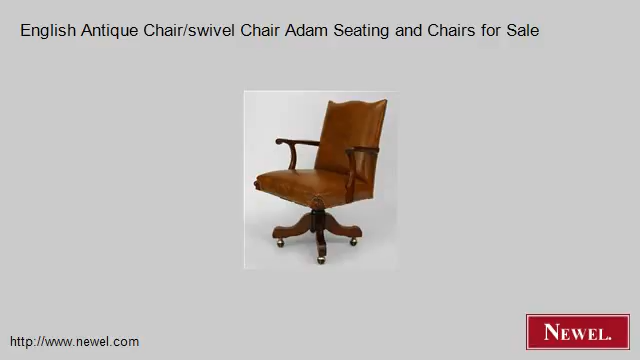 English Antique Chair/swivel Chair Adam Seating and Chairs for Sale
http://www.newel.com
NEWEL.